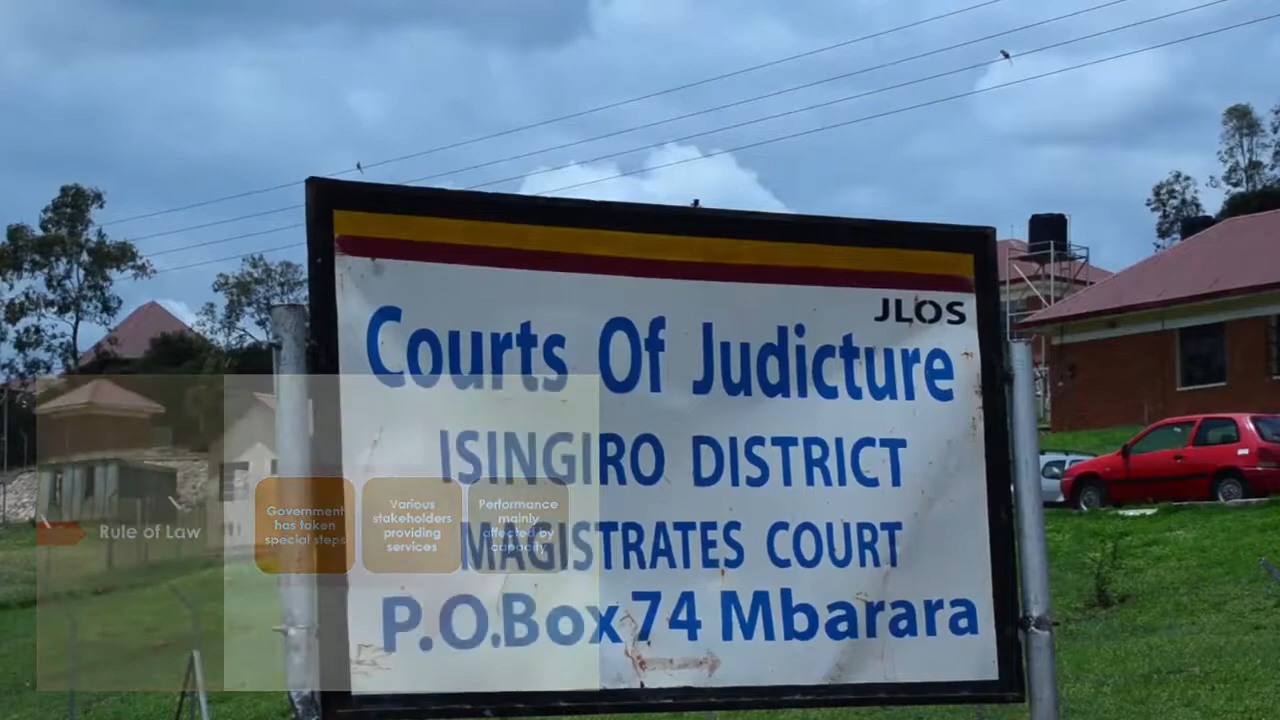 JLOS
Courts Of Judicture
ISINGIRO DISTRICT
MAGISTRATES COURT
P.O.Box 74 Mbarara
Rule of Law
Government
has taken
special steps
Various
stakeholders
providing
services
Performance
mainly
affected by
capacity